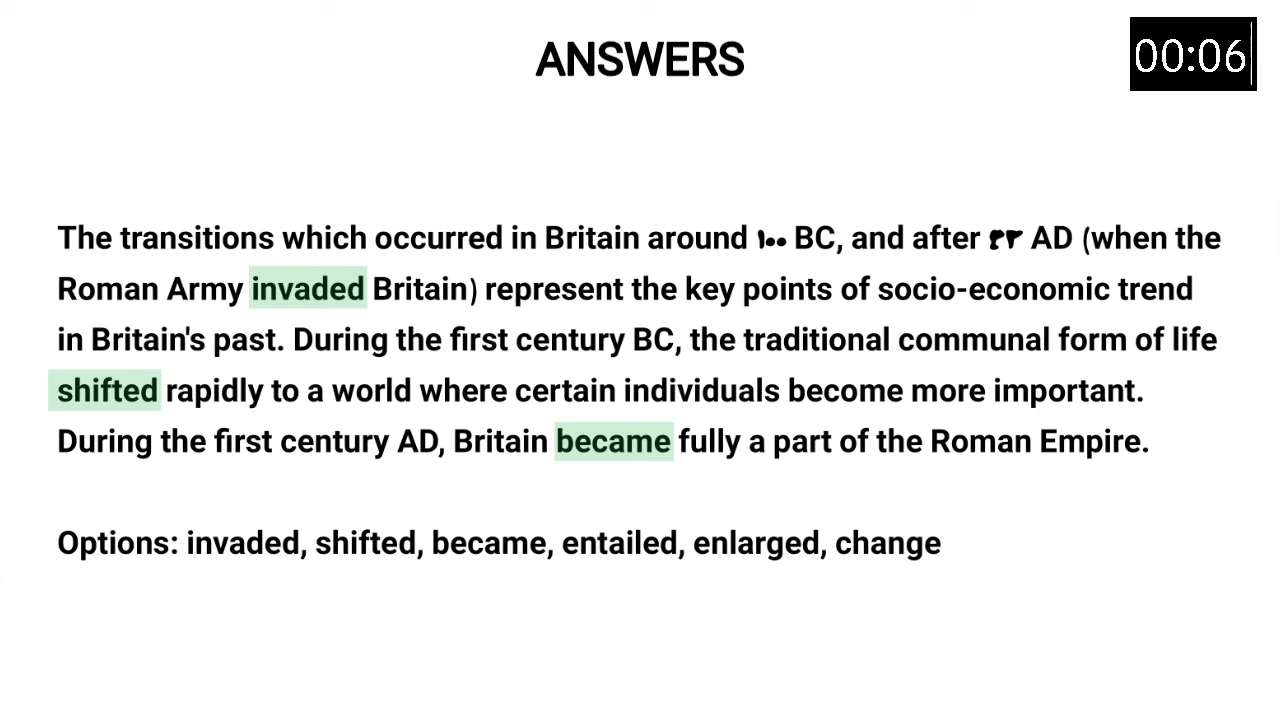 ANSWERS
00:06
The transitions which occurred in Britain around ۱۰۰ BC, and after ۴۳ AD (when the
Roman Army invaded Britain) represent the key points of socio-economic trend
in Britain's past. During the first century BC, the traditional communal form of life
shifted rapidly to a world where certain individuals become more important.
During the first century AD, Britain became fully a part of the Roman Empire.
Options: invaded, shifted, became, entailed, enlarged, change